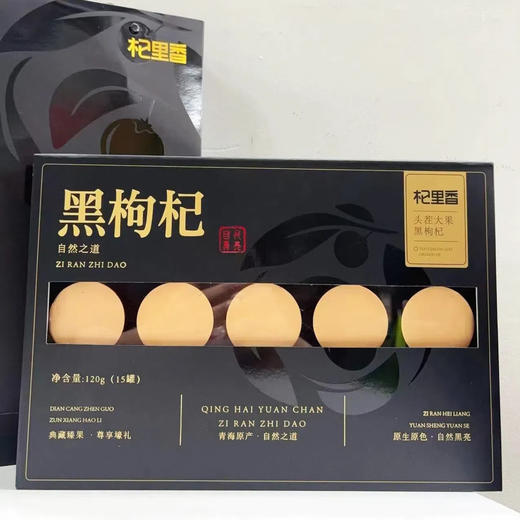 杞里香
杞里香
头茬大果
黑枸杞
黑枸杞
自然之道
ZI RAN ZHI DAO
净含量:120g（15罐）
DIAN CANG ZHEN GUO
ZUN XIANG HAO LI
典藏臻果·尊享壕礼
QING HAI YUAN CHAN
ZI RAN ZHI DAO
青海原产·自然之道
ZI RAN HEI LIANG
YUAN SHENG YUAN SE
原生原色·自然黑亮